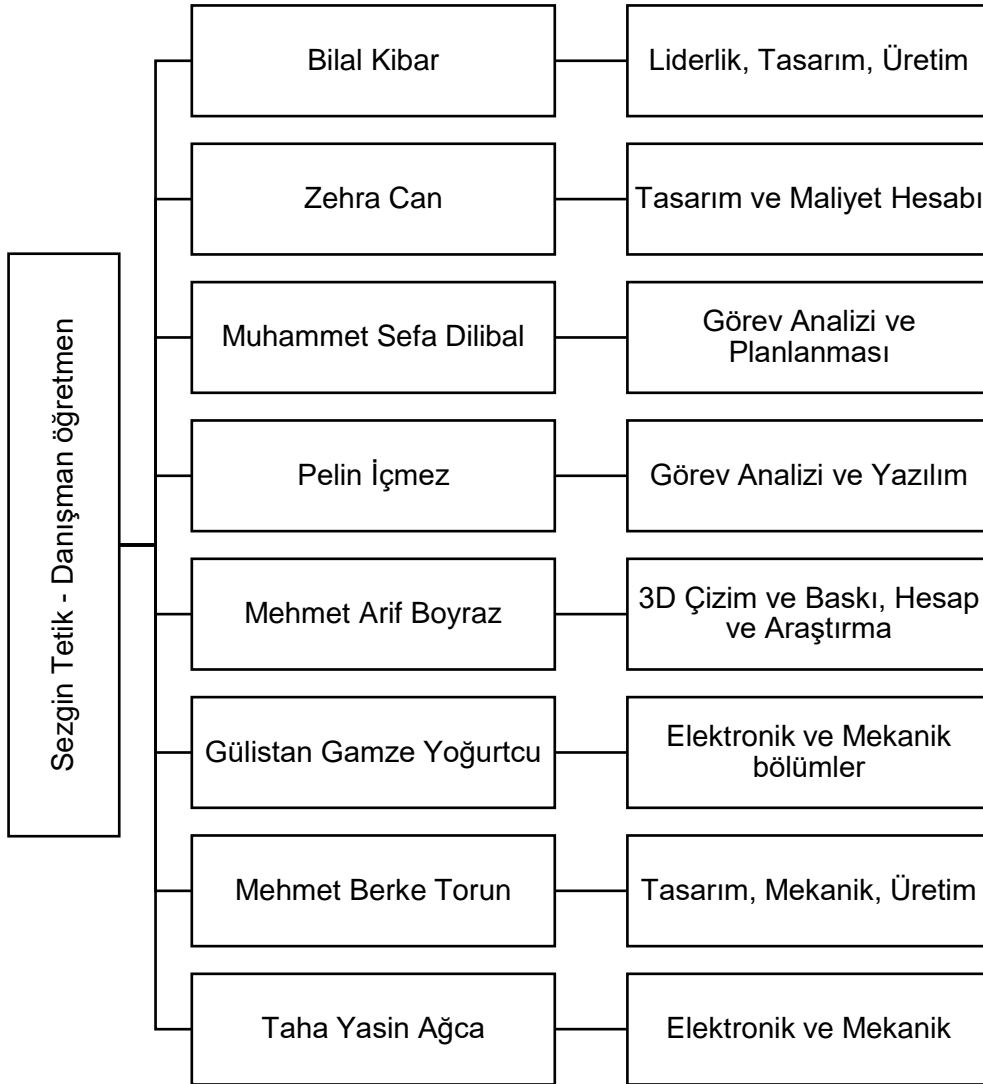 Sezgin Tetik - Danışman öğretmen
Bilal Kibar
Liderlik, Tasarım, Üretim
Zehra Can
Tasarım ve Maliyet Hesabı
Muhammet Sefa Dilibal
Görev Analizi ve
Planlanması
Pelin İçmez
Görev Analizi ve Yazılım
Mehmet Arif Boyraz
3D Çizim ve Baskı, Hesap
ve Araştırma
Gülistan Gamze Yoğurtcu
Elektronik ve Mekanik
bölümler
Mehmet Berke Torun
Tasarım, Mekanik, Üretim
Taha Yasin Ağca
Elektronik ve Mekanik